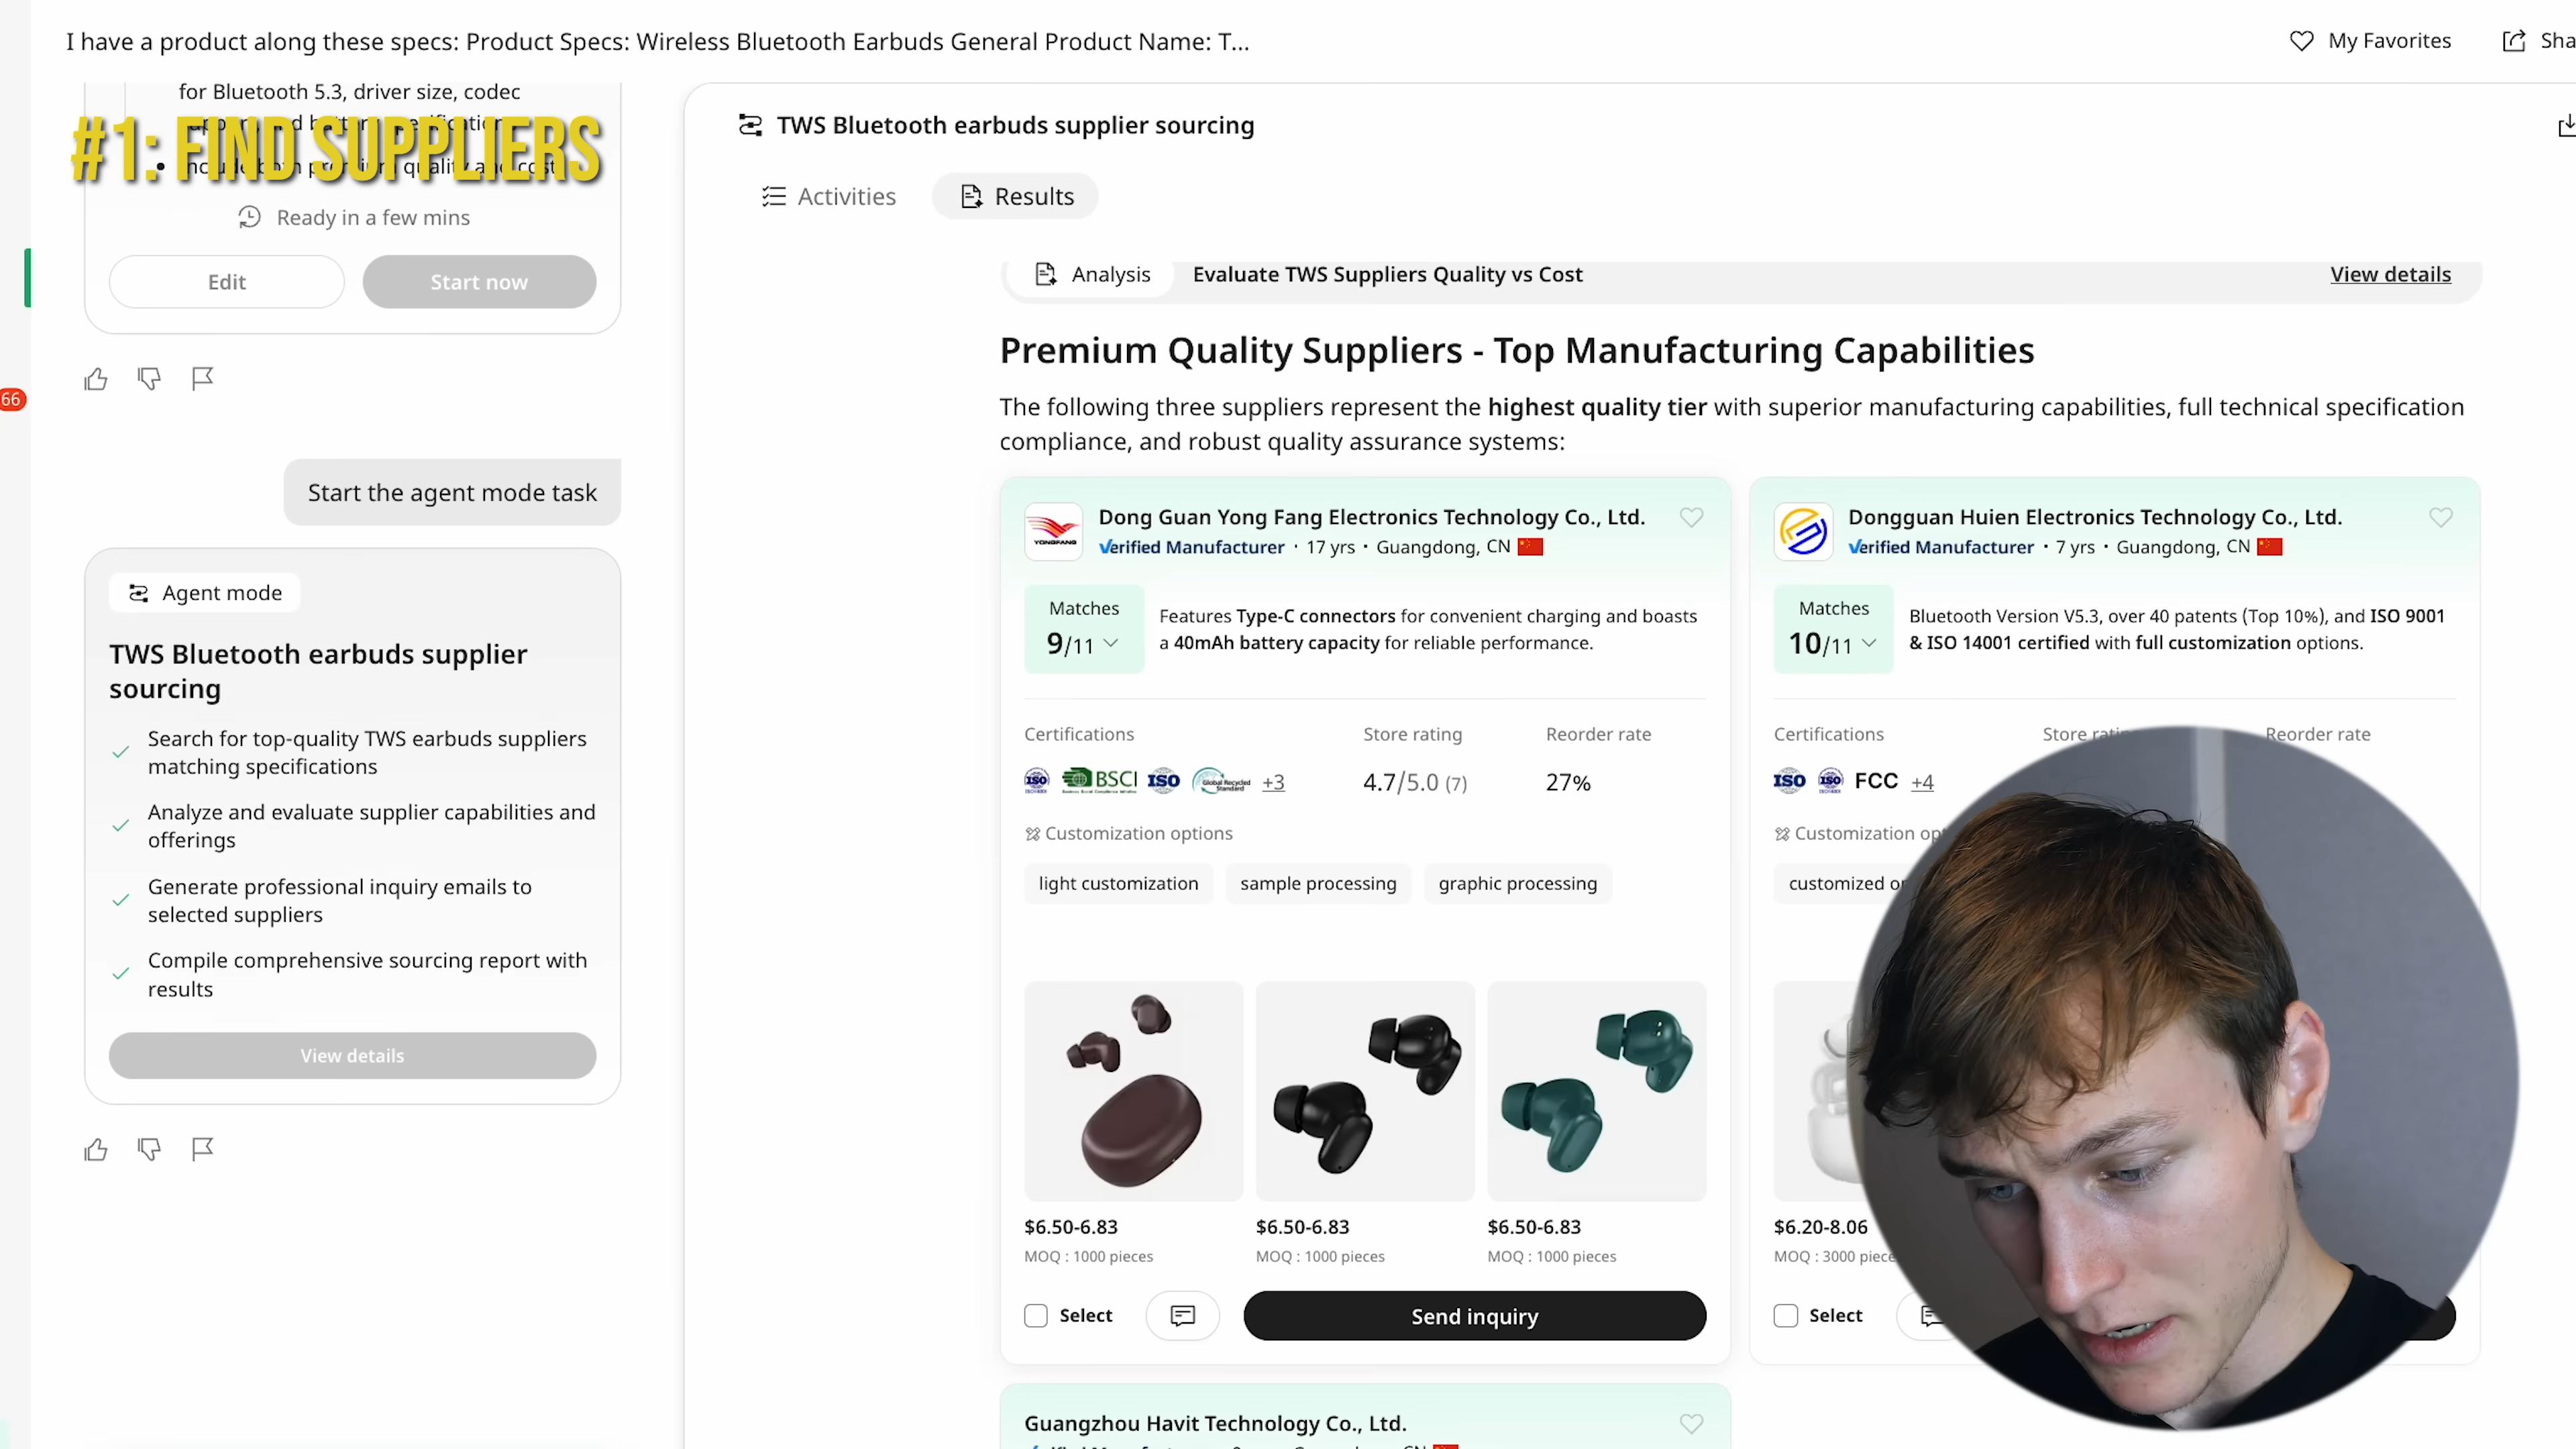 I have a product along these specs: Product Specs: Wireless Bluetooth Earbuds General Product Name: T...
My Favorites
for Bluetooth 5.3, driver size, codec
#1: FIND SUPPLIERS
Ready in a few mins
Edit
Start now
66
Start the agent mode task
Agent mode
TWS Bluetooth earbuds supplier
sourcing
Search for top-quality TWS earbuds suppliers
matching specifications
Analyze and evaluate supplier capabilities and
offerings
Generate professional inquiry emails to
selected suppliers
Compile comprehensive sourcing report with
results
View details
TWS Bluetooth earbuds supplier sourcing
Activities
Results
Analysis
Evaluate TWS Suppliers Quality vs Cost
View details
Premium Quality Suppliers - Top Manufacturing Capabilities
The following three suppliers represent the highest quality tier with superior manufacturing capabilities, full technical specification
compliance, and robust quality assurance systems:
YONGFANG
Dong Guan Yong Fang Electronics Technology Co., Ltd.
Verified Manufacturer · 17 yrs · Guangdong, CN
Matches
9/11
Features Type-C connectors for convenient charging and boasts
a 40mAh battery capacity for reliable performance.
Certifications
Store rating
Reorder rate
ISO
BSCI
ISO
Global Recycled
Standard
+3
4.7/5.0 (7)
27%
Customization options
light customization
sample processing
graphic processing
$6.50-6.83
$6.50-6.83
$6.50-6.83
MOQ : 1000 pieces
MOQ : 1000 pieces
MOQ : 1000 pieces
Select
Send inquiry
Dongguan Huien Electronics Technology Co., Ltd.
Verified Manufacturer · 7 yrs · Guangdong, CN
Matches
10/11
Bluetooth Version V5.3, over 40 patents (Top 10%), and ISO 9001
& ISO 14001 certified with full customization options.
Certifications
Store
Reorder rate
ISO
ISO
FCC
+4
Customization
customized
$6.20-8.06
MOQ : 3000
Select
Guangzhou Havit Technology Co., Ltd.